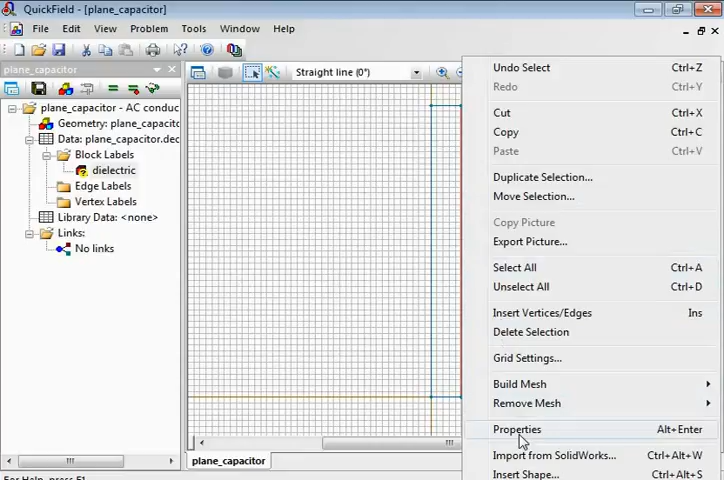 QuickField - [plane_capacitor]
File Edit View Problem Tools Window Help
plane_capacitor
Straight line (0°)
plane_capacitor - AC conduc
Geometry: plane_capacito
Data: plane_capacitor.dec
Block Labels
dielectric
Edge Labels
Vertex Labels
Library Data: <none>
Links:
No links
Undo Select Ctrl+Z
Redo Ctrl+Y
Cut Ctrl+X
Copy Ctrl+C
Paste Ctrl+V
Duplicate Selection...
Move Selection...
Copy Picture
Export Picture...
Select All Ctrl+A
Unselect All Ctrl+D
Insert Vertices/Edges Ins
Delete Selection
Grid Settings...
Build Mesh
Remove Mesh
Properties Alt+Enter
Import from SolidWorks... Ctrl+Alt+W
Insert Shape... Ctrl+Alt+S
plane_capacitor
For Help, press F1